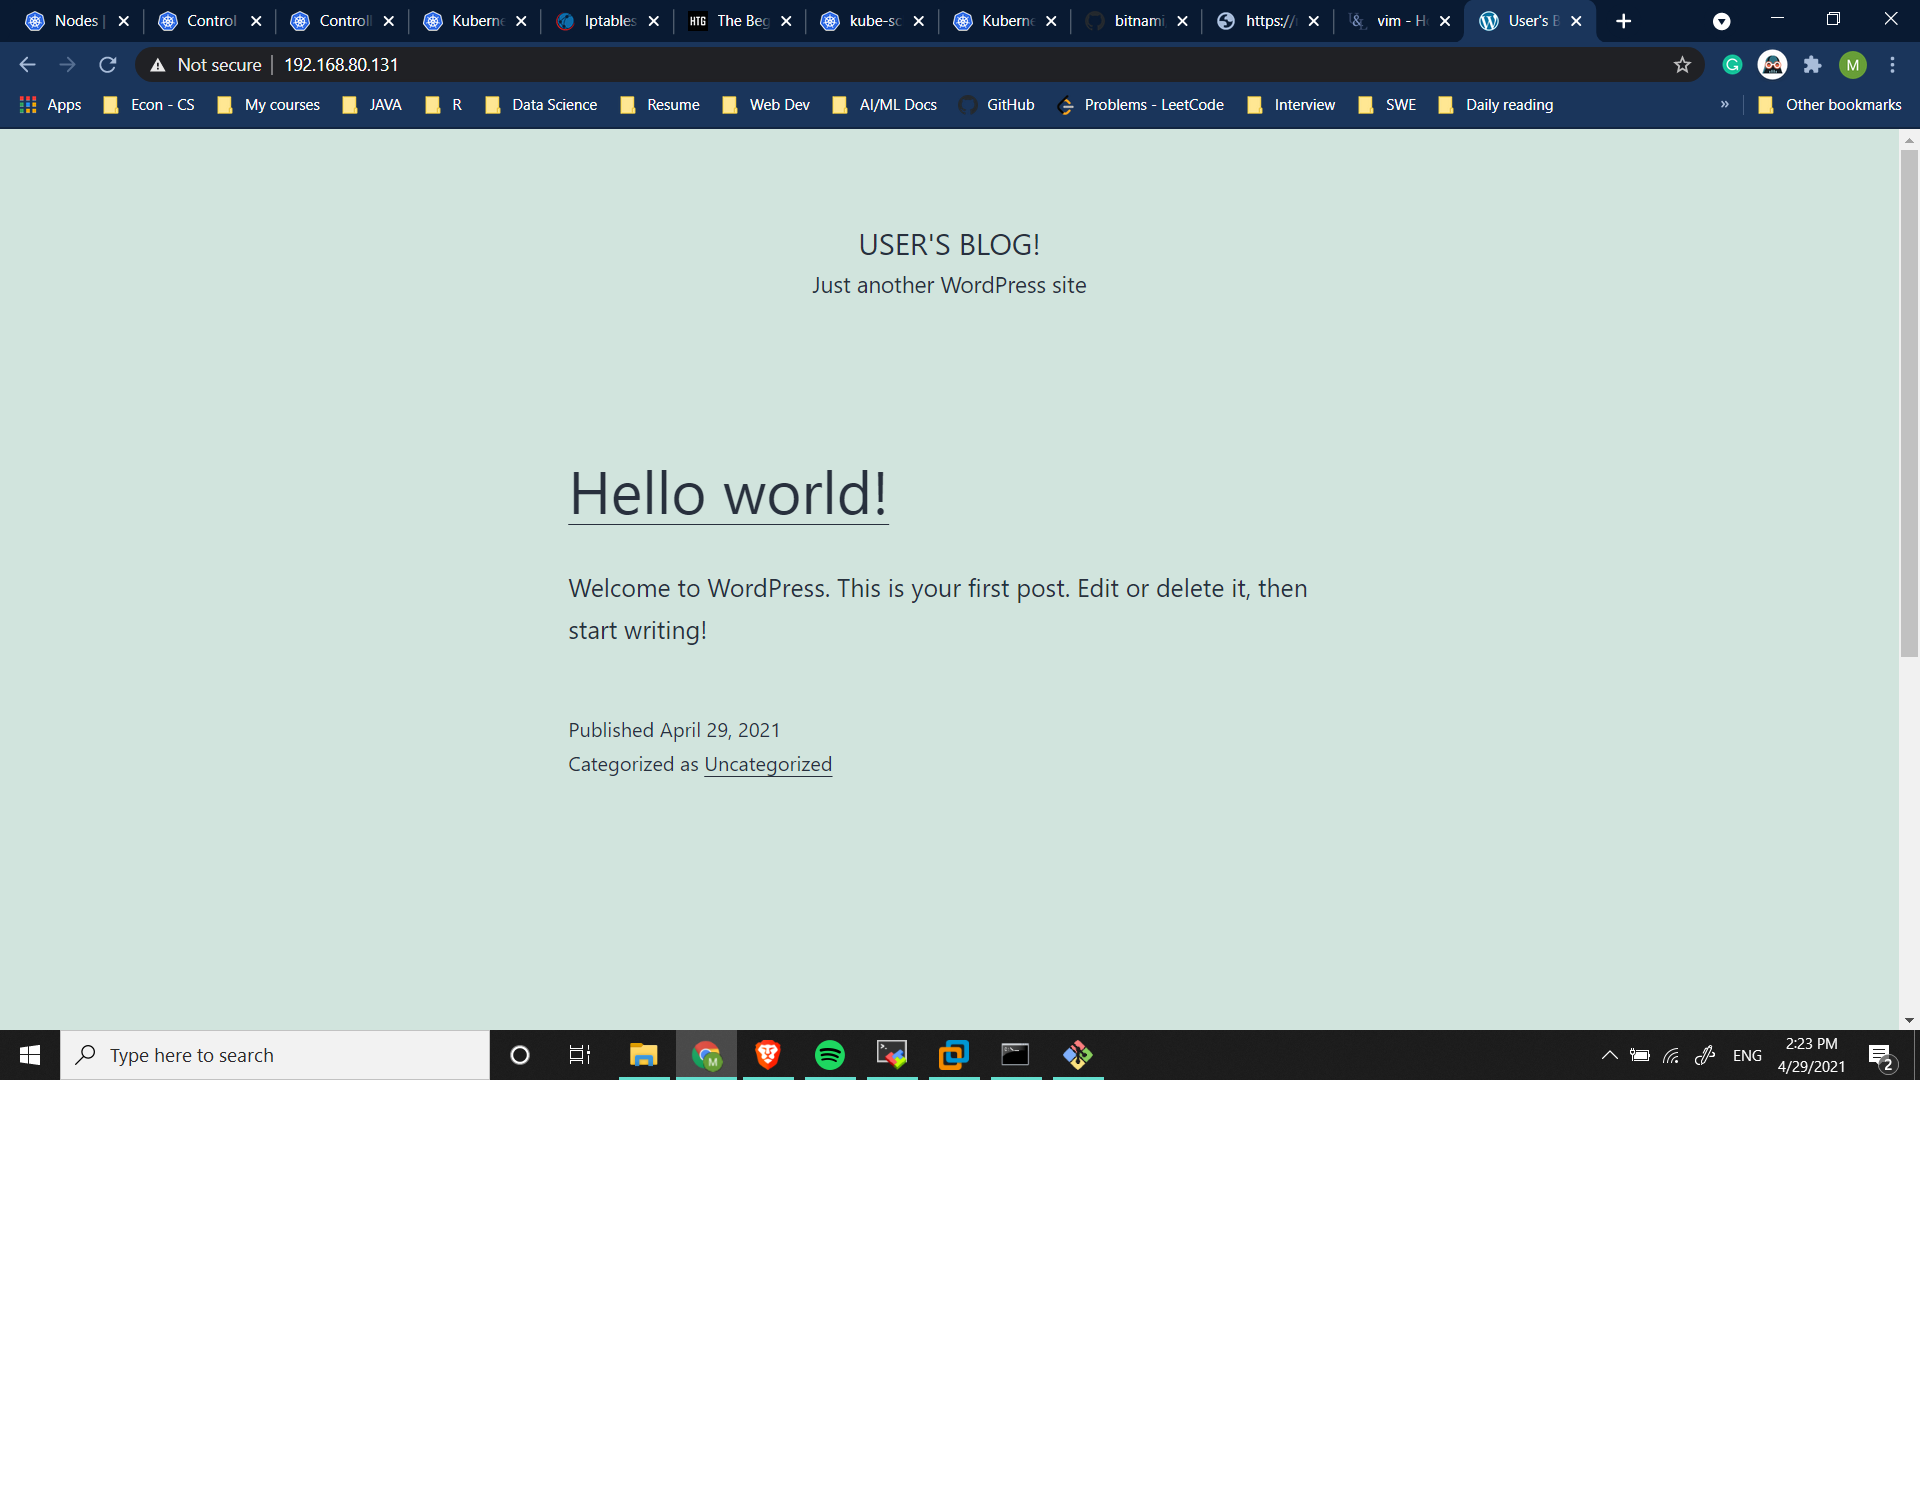 Nodes | Control Controll Kuberne Iptables HTG The Beg kube-sc Kuberne bitnami https:// vim - H User's B
Not secure 192.168.80.131 M
Apps Econ - CS My courses JAVA R Data Science Resume Web Dev AI/ML Docs GitHub Problems - LeetCode Interview SWE Daily reading » Other bookmarks
USER'S BLOG!
Just another WordPress site
Hello world!
Welcome to WordPress. This is your first post. Edit or delete it, then
start writing!
Published April 29, 2021
Categorized as Uncategorized
Type here to search M ENG 2:23 PM
4/29/2021 2